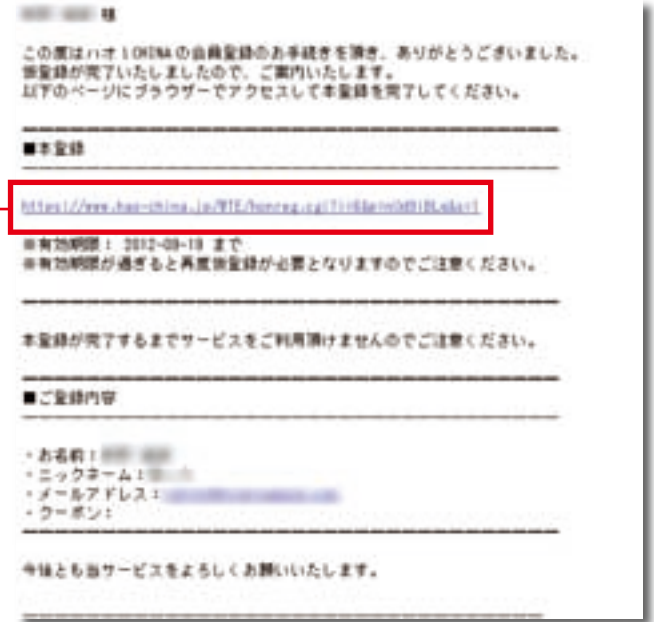 様
この度はハオ!CHINAの会員登録のお手続きを頂き、ありがとうございました。
仮登録が完了いたしましたので、ご案内いたします。
以下のページにブラウザーでアクセスして本登録を完了してください。
■本登録
※有効期限: 2012-09-19 まで
※有効期限が過ぎると再度仮登録が必要となりますのでご注意ください。
本登録が完了するまでサービスをご利用頂けませんのでご注意ください。
■ご登録内容
・お名前:
・ニックネーム:
・メールアドレス:
・クーポン:
今後とも当サービスをよろしくお願いいたします。